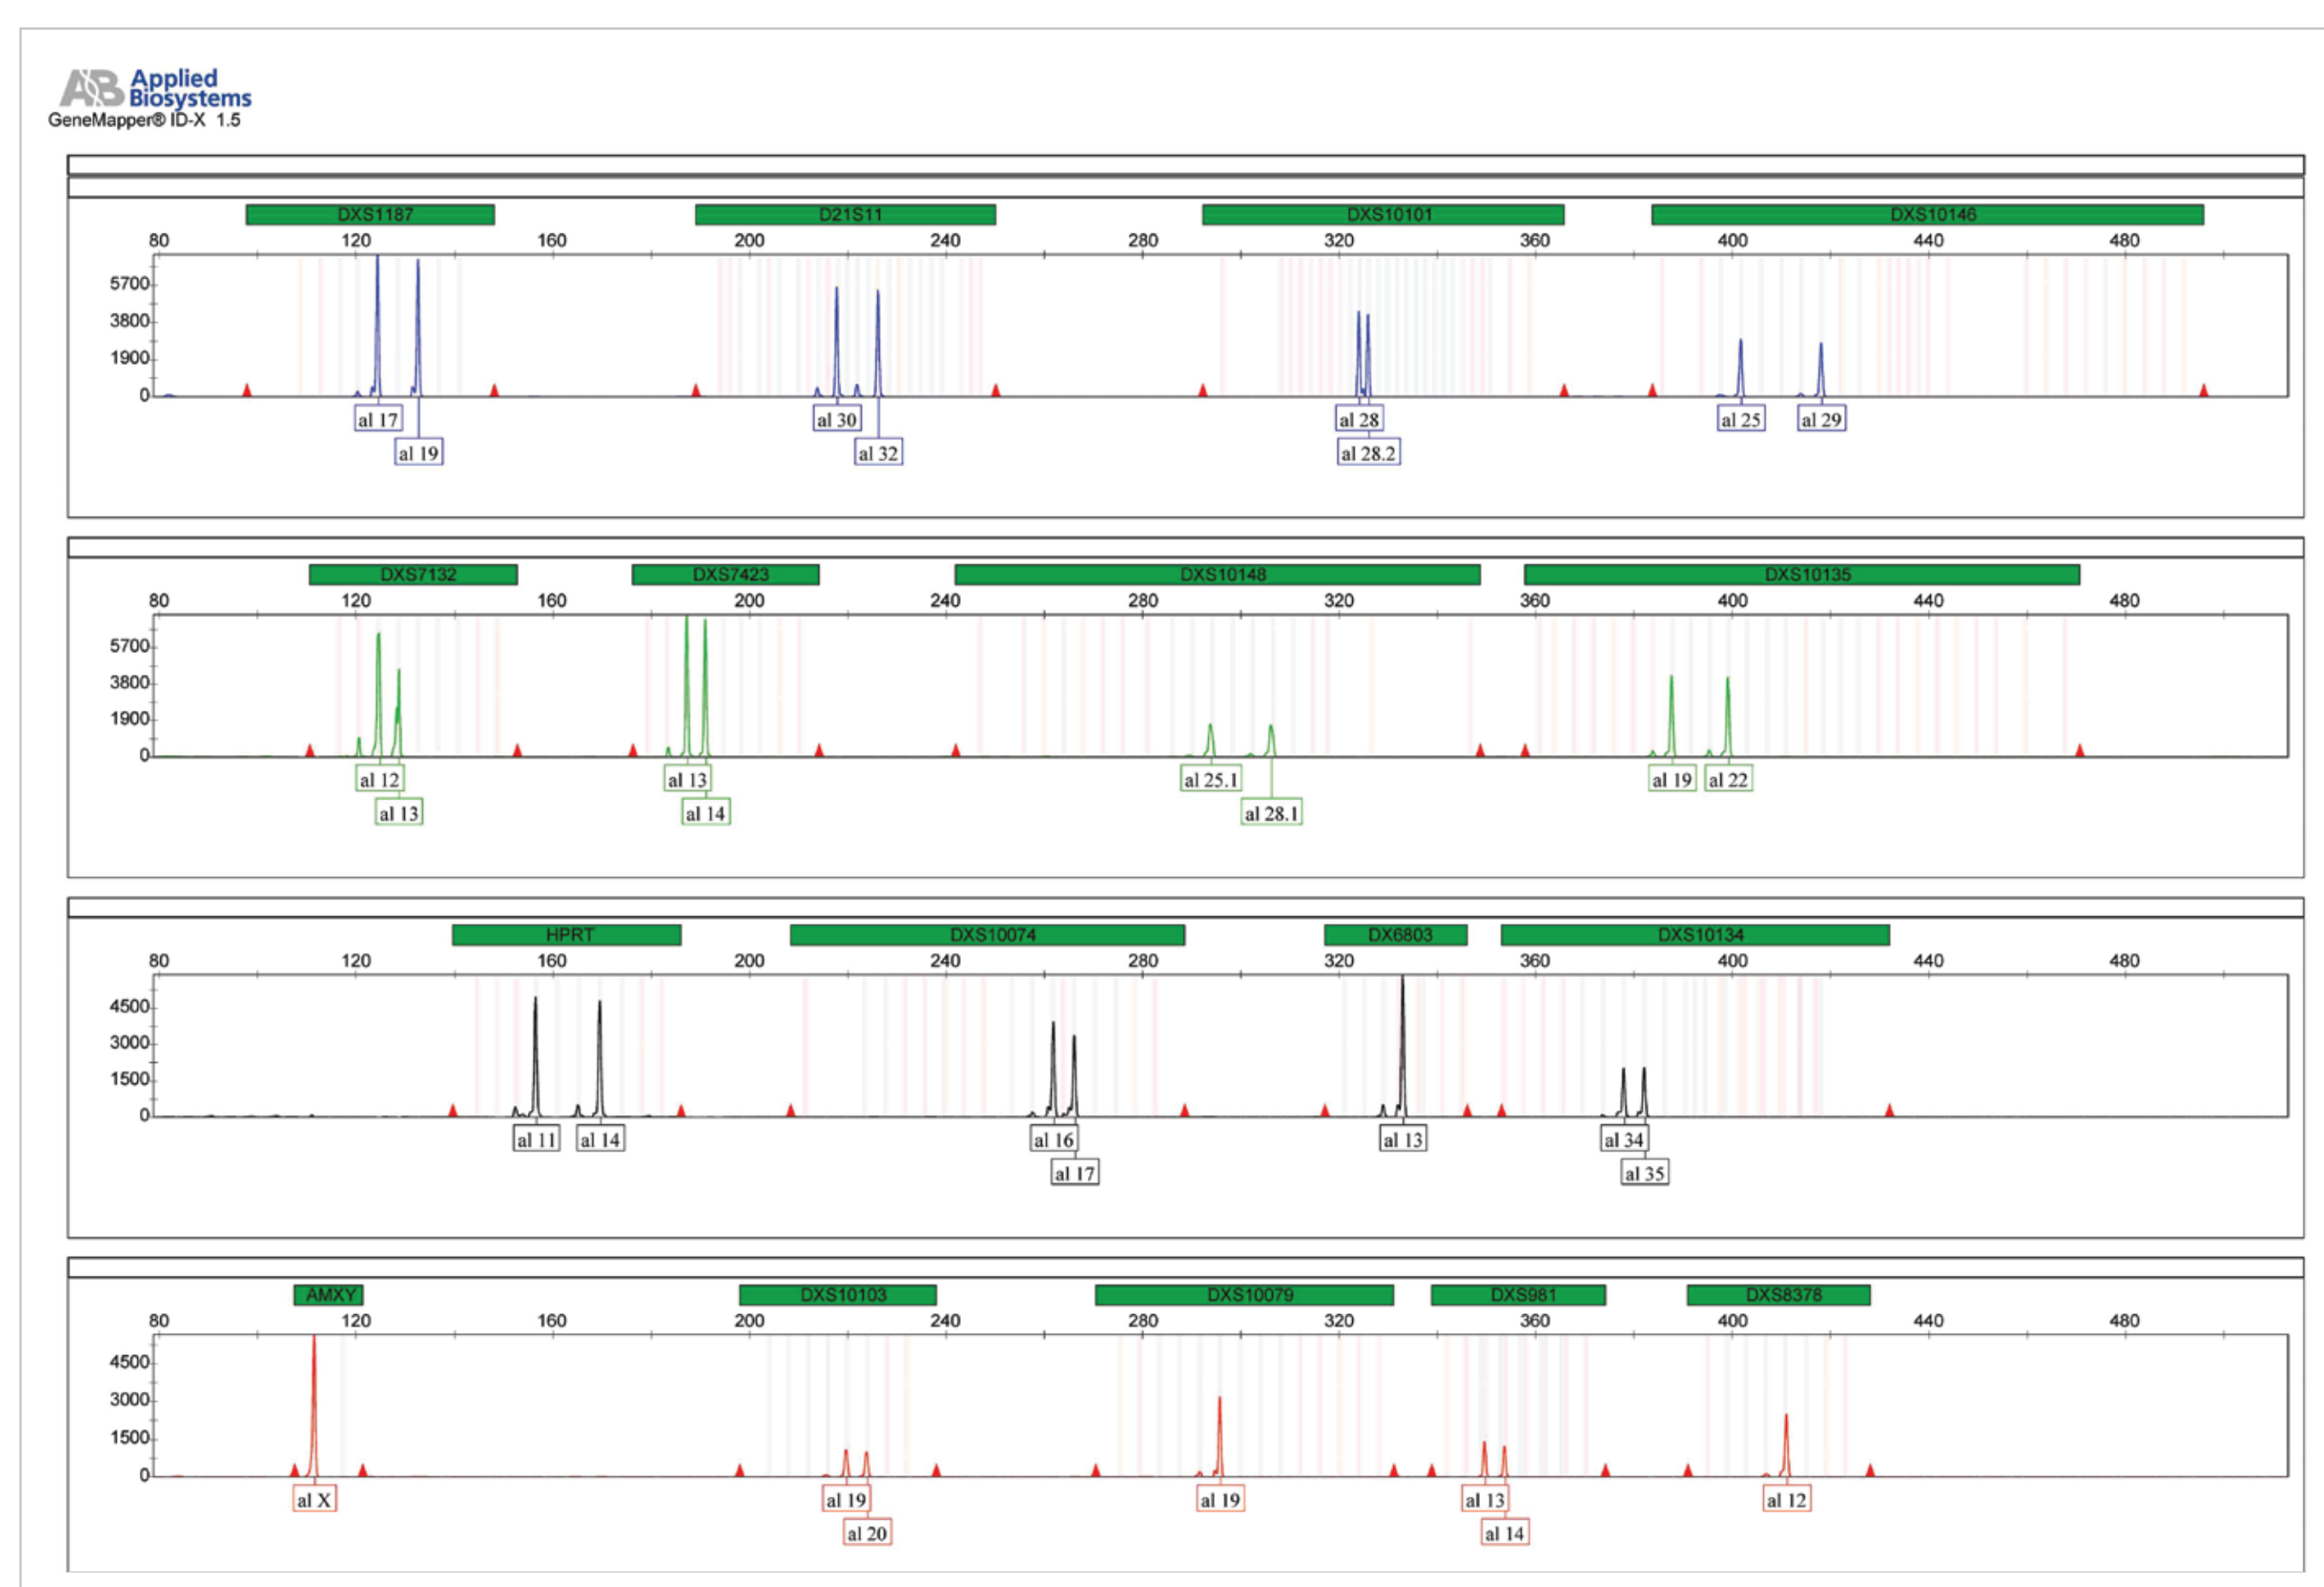 Applied
Biosystems
GeneMapper® ID-X 1.5
DXS1187 D21S11 DXS10101 DXS10146
80 120 160 200 240 280 320 360 400 440 480
5700
3800
1900
0
al 17 al 30 al 28 al 25 al 29
al 19 al 32 al 28.2
DXS7132 DXS7423 DXS10148 DXS10135
80 120 160 200 240 280 320 360 400 440 480
5700
3800
1900
0
al 12 al 13 al 25.1 al 19 al 22
al 13 al 14 al 28.1
HPRT DXS10074 DX6803 DXS10134
80 120 160 200 240 280 320 360 400 440 480
4500
3000
1500
0
al 11 al 14 al 16 al 13 al 34
al 17 al 35
AMXY DXS10103 DXS10079 DXS981 DXS8378
80 120 160 200 240 280 320 360 400 440 480
4500
3000
1500
0
al X al 19 al 19 al 13 al 12
al 20 al 14